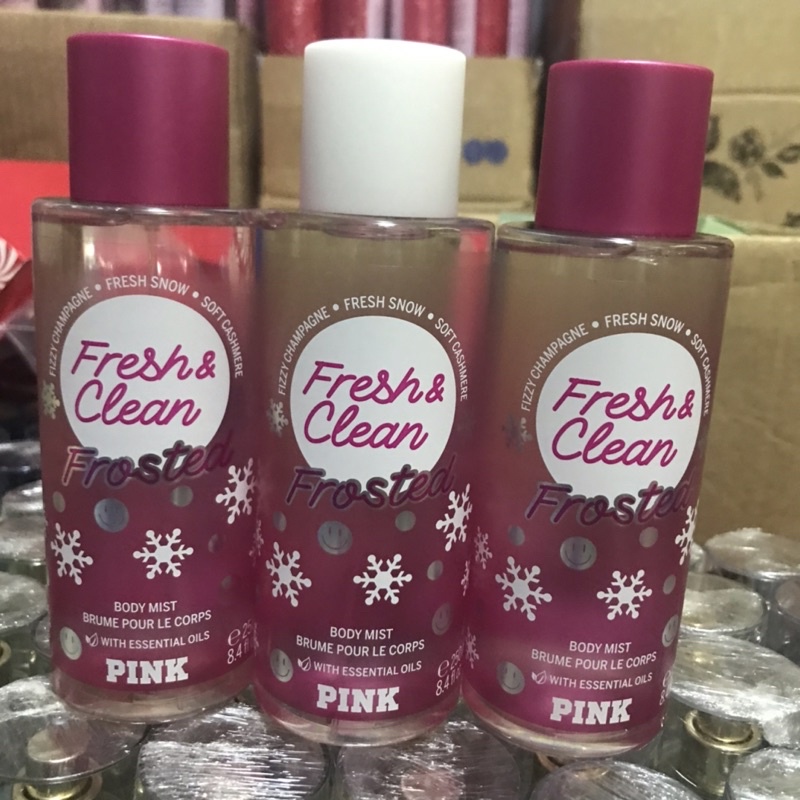 FIZZY CHAMPAGNE • FRESH SNOW • SOFT CASHMERE
Fresh &
Clean
Frosted
BODY MIST
BRUME POUR LE CORPS
WITH ESSENTIAL OILS
PINK
8.4
FIZZY CHAMPAGNE • FRESH SNOW • SOFT CASHMERE
Fresh &
Clean
Frosted
BODY MIST
BRUME POUR LE CORPS
WITH ESSENTIAL OILS
PINK
8.4
FIZZY CHAMPAGNE • FRESH SNOW • SOFT CASHMERE
Fresh &
Clean
Frosted
BODY MIST
BRUME POUR LE CORPS
WITH ESSENTIAL OILS
PINK